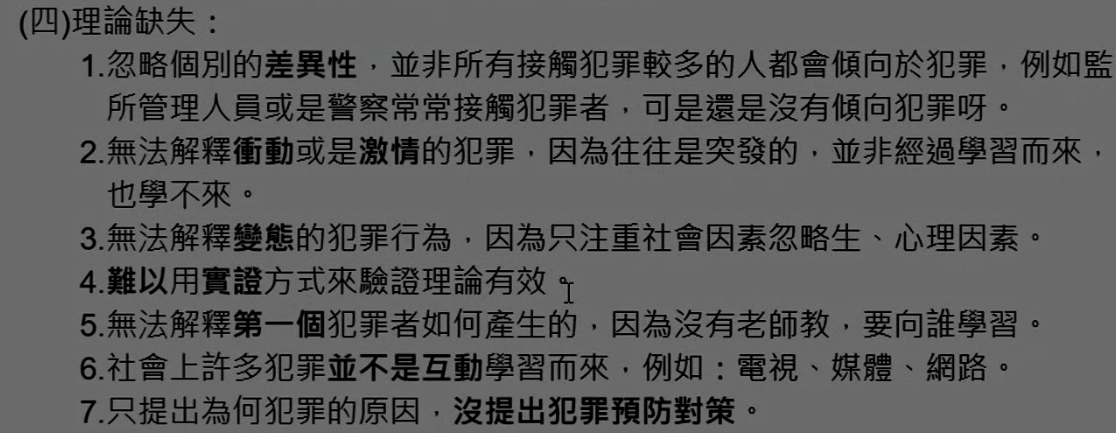 (四)理論缺失：
1.忽略個別的差異性，並非所有接觸犯罪較多的人都會傾向於犯罪，例如監
所管理人員或是警察常常接觸犯罪者，可是還是沒有傾向犯罪呀。
2.無法解釋衝動或是激情的犯罪，因為往往是突發的，並非經過學習而來，
也學不來。
3.無法解釋變態的犯罪行為，因為只注重社會因素忽略生、心理因素。
4.難以用實證方式來驗證理論有效。
5.無法解釋第一個犯罪者如何產生的，因為沒有老師教，要向誰學習。
6.社會上許多犯罪並不是互動學習而來，例如：電視、媒體、網路。
7.只提出為何犯罪的原因，沒提出犯罪預防對策。